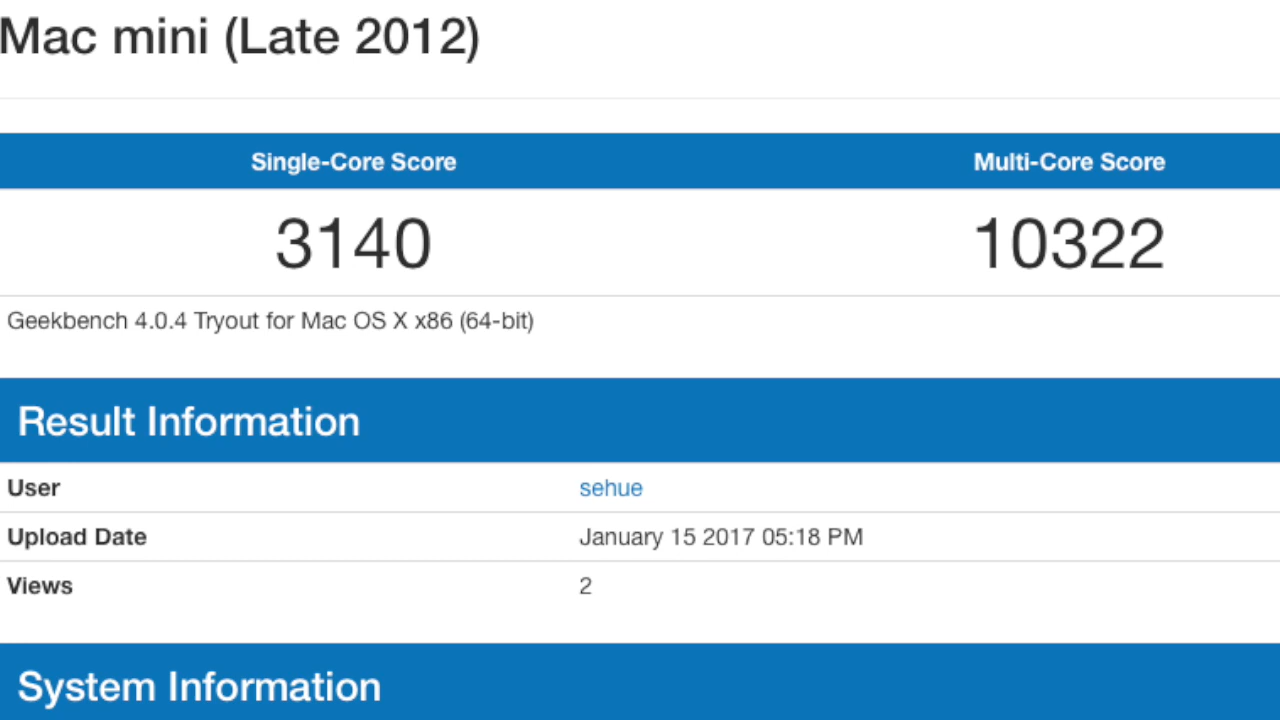 Mac mini (Late 2012)
Single-Core Score Multi-Core Score
3140 10322
Geekbench 4.0.4 Tryout for Mac OS X x86 (64-bit)
Result Information
User sehue
Upload Date January 15 2017 05:18 PM
Views 2
System Information